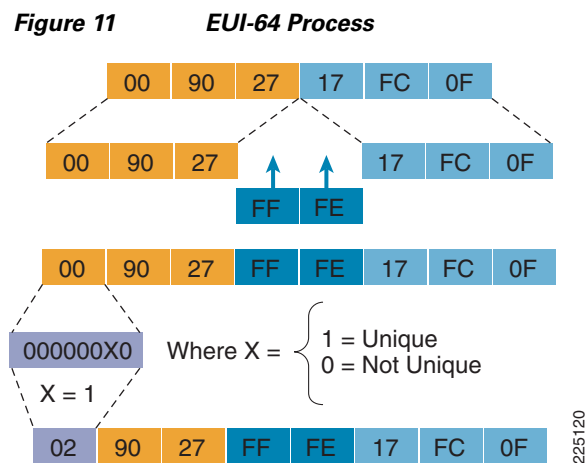 Figure 11 EUI-64 Process
00 90 27 17 FC 0F
00 90 27 17 FC 0F
FF FE
00 90 27 FF FE 17 FC 0F
000000X0
Where X =
1 = Unique
0 = Not Unique
X = 1
02 90 27 FF FE 17 FC 0F
225120